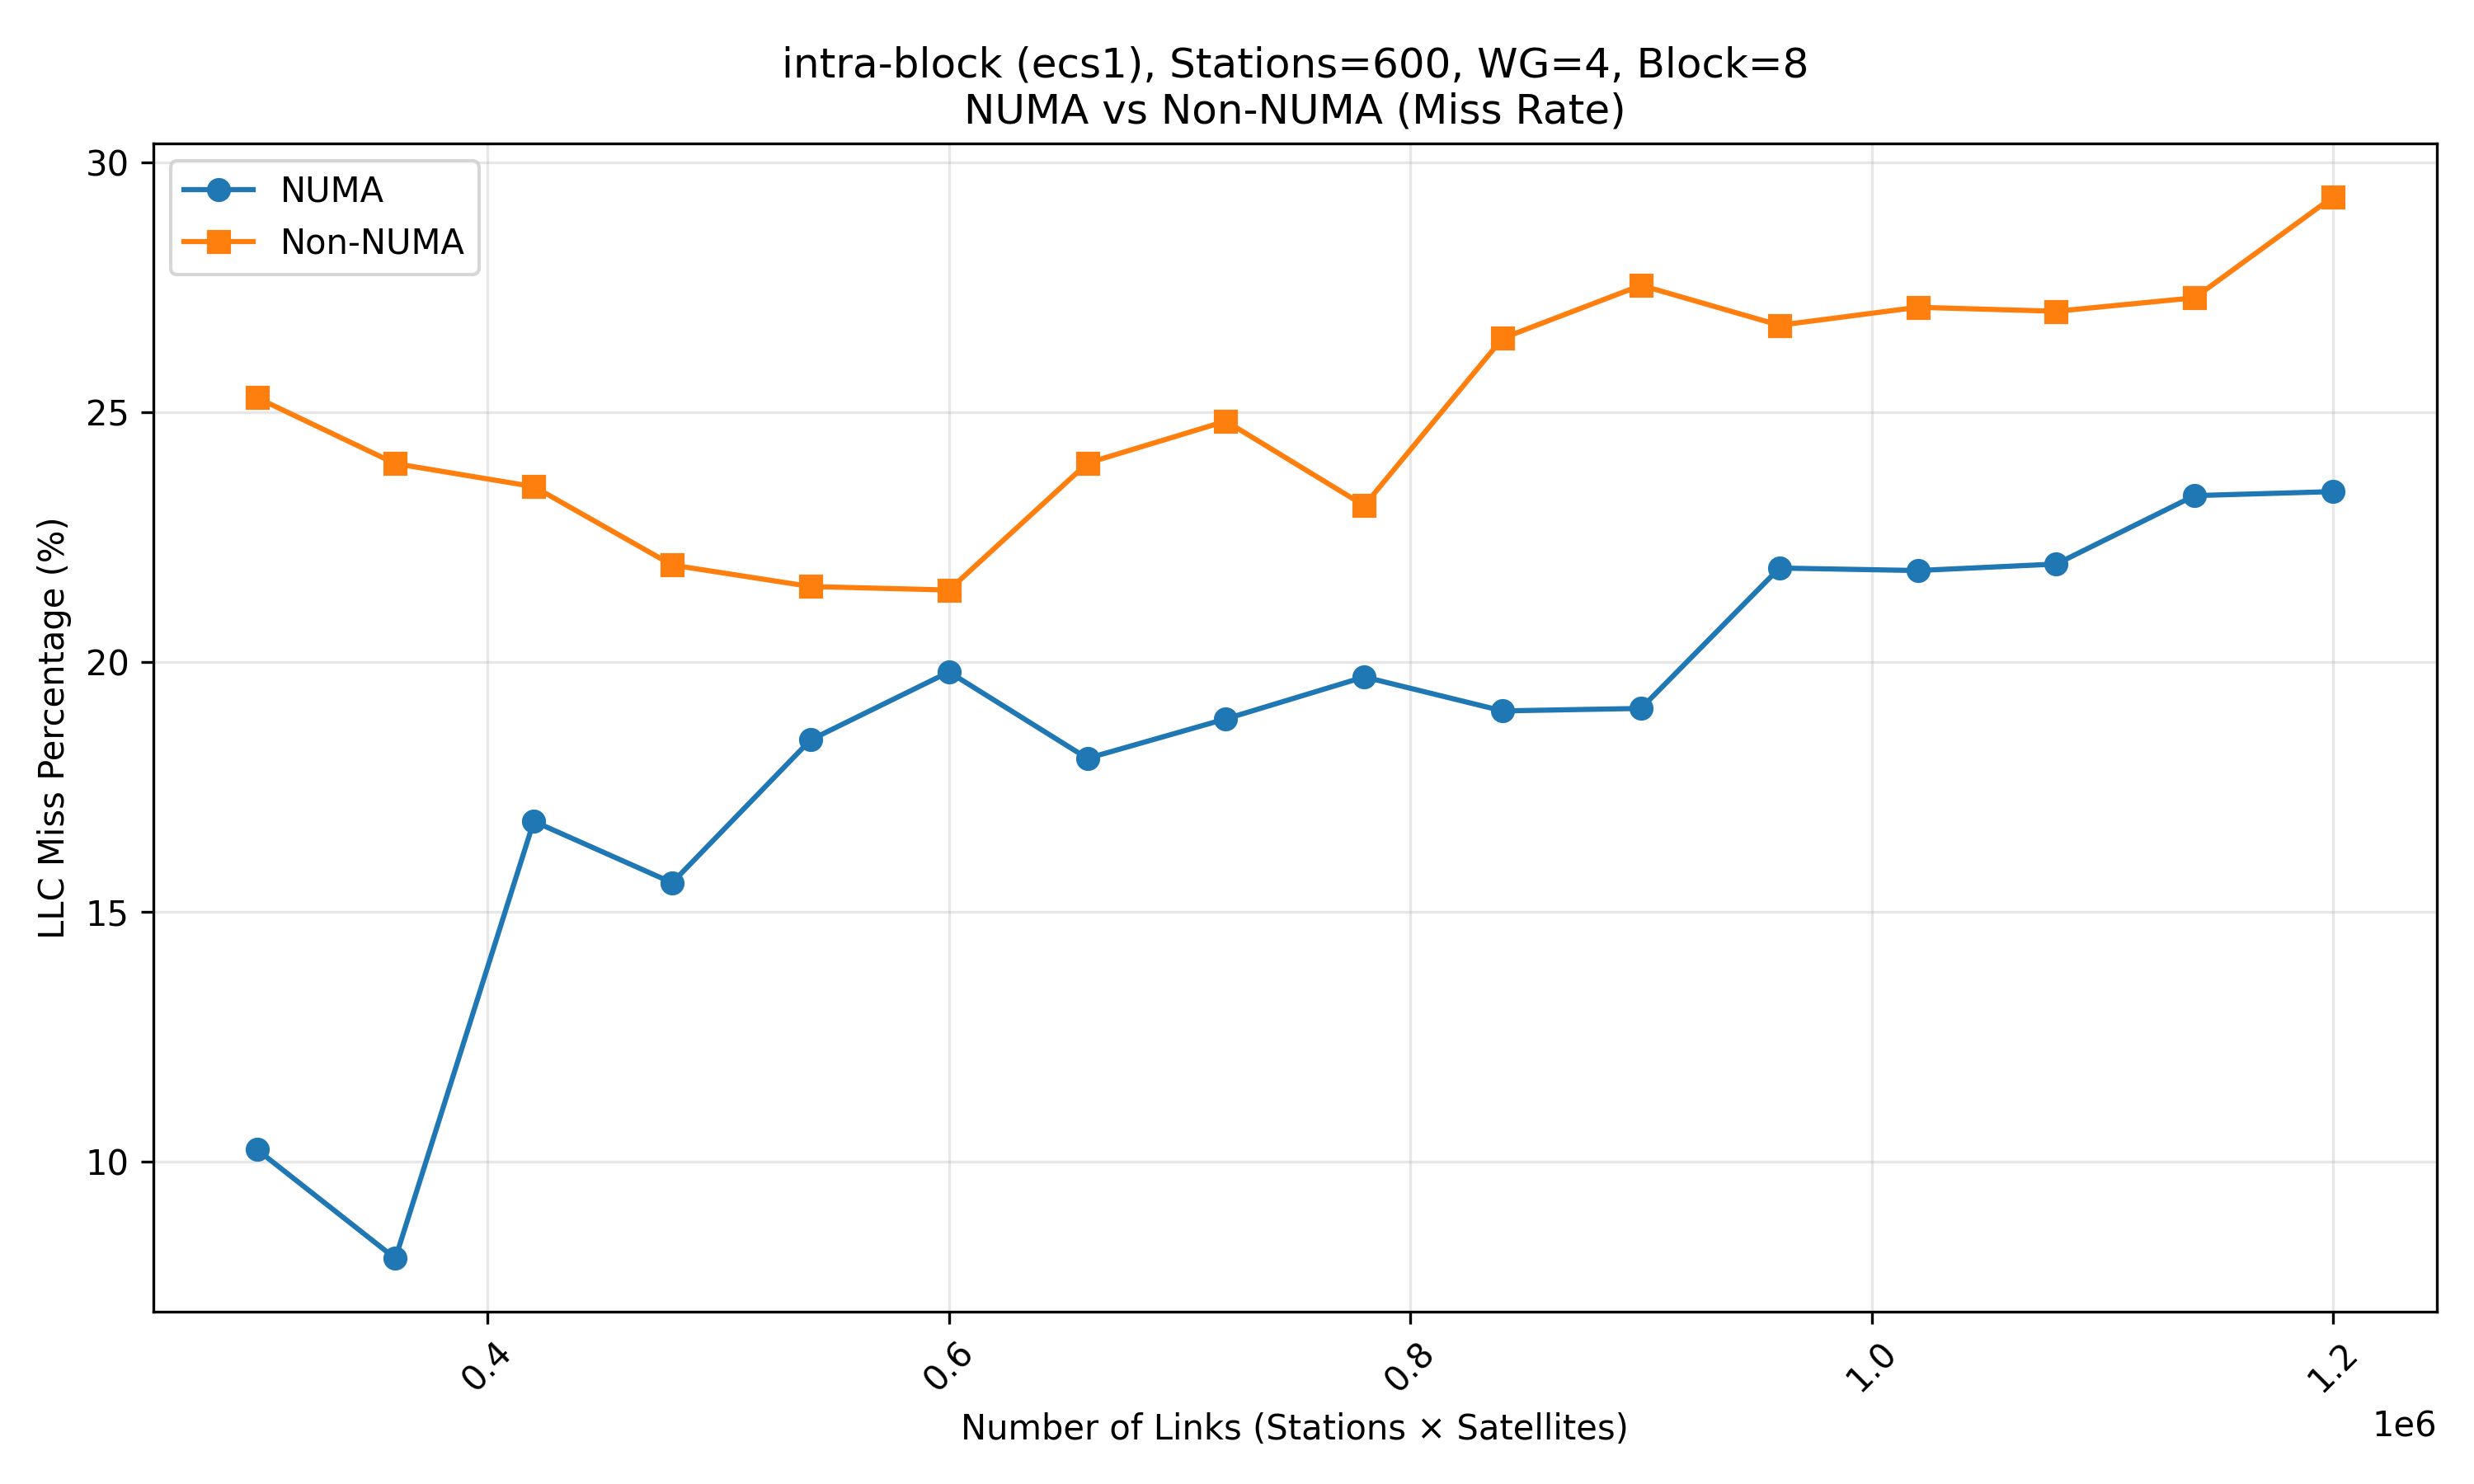 intra-block (ecs1), Stations=600, WG=4, Block=8
NUMA vs Non-NUMA (Miss Rate)
NUMA
Non-NUMA
LLC Miss Percentage (%)
30
25
20
15
10
0.4
0.6
0.8
1.0
1.2
1e6
Number of Links (Stations × Satellites)